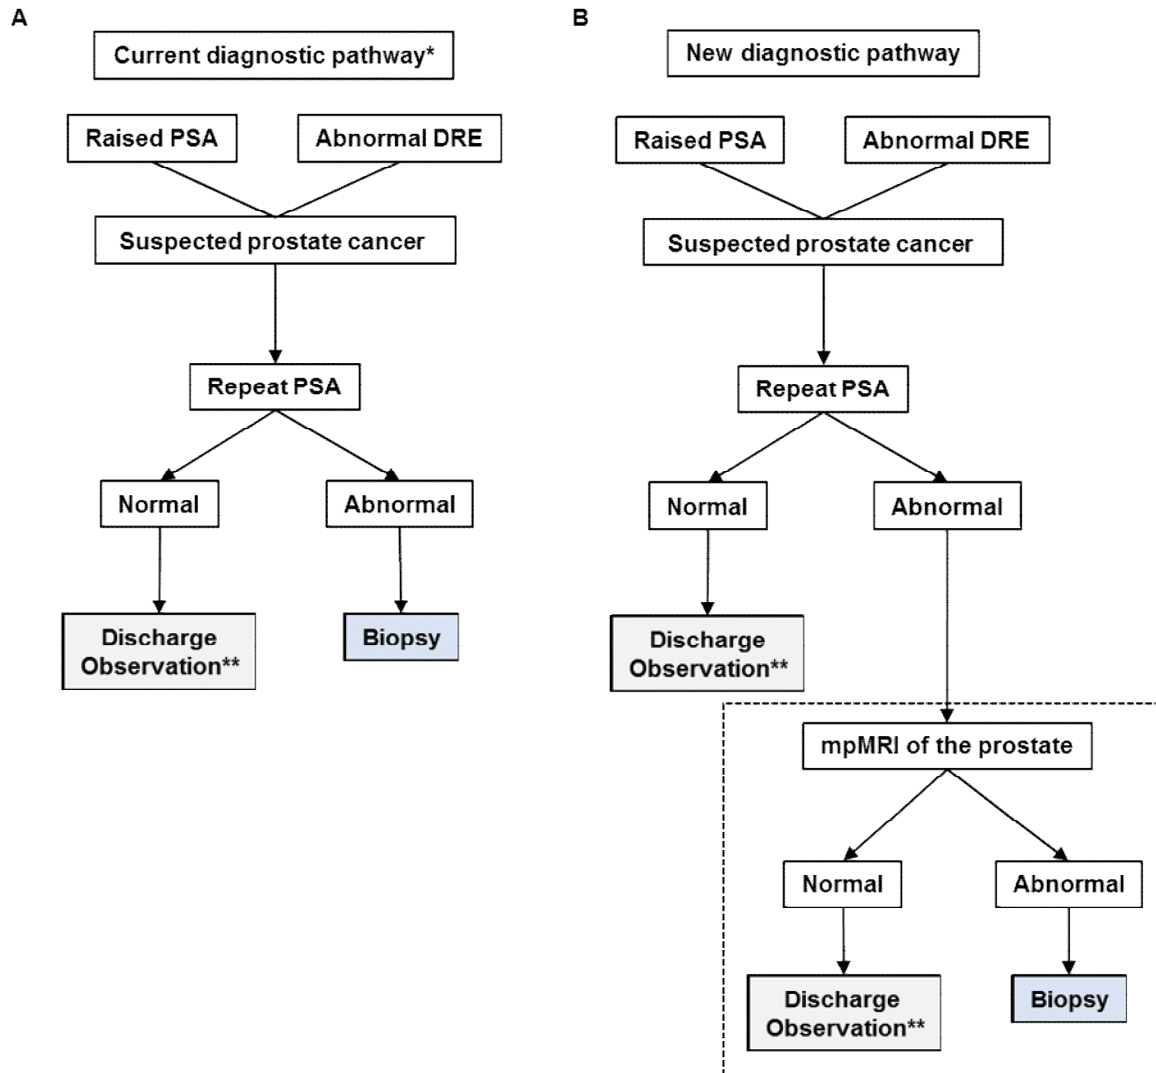 A
Current diagnostic pathway*
Raised PSA
Abnormal DRE
Suspected prostate cancer
Repeat PSA
Normal
Abnormal
Discharge
Observation**
Biopsy
B
New diagnostic pathway
Raised PSA
Abnormal DRE
Suspected prostate cancer
Repeat PSA
Normal
Abnormal
Discharge
Observation**
mpMRI of the prostate
Normal
Abnormal
Discharge
Observation**
Biopsy